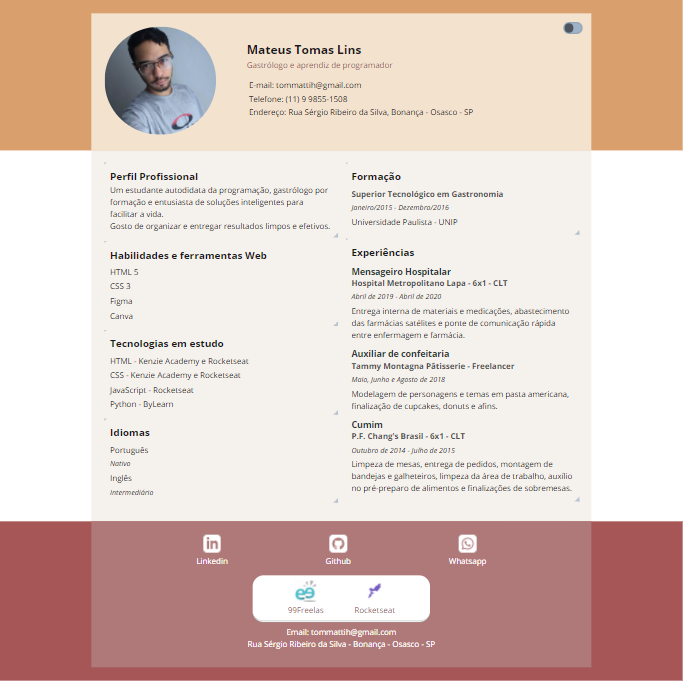 Mateus Tomas Lins
Gastrólogo e aprendiz de programador
E-mail: tommattih@gmail.com
Telefone: (11) 9 9855-1508
Endereço: Rua Sérgio Ribeiro da Silva, Bonança - Osasco - SP
Perfil Profissional
Um estudante autodidata da programação, gastrólogo por
formação e entusiasta de soluções inteligentes para
facilitar a vida.
Gosto de organizar e entregar resultados limpos e efetivos.
Habilidades e ferramentas Web
HTML 5
CSS 3
Figma
Canva
Tecnologias em estudo
HTML - Kenzie Academy e Rocketseat
CSS - Kenzie Academy e Rocketseat
JavaScript - Rocketseat
Python - ByLearn
Idiomas
Português
Nativo
Inglês
Intermediário
Formação
Superior Tecnológico em Gastronomia
Janeiro/2015 - Dezembro/2016
Universidade Paulista - UNIP
Experiências
Mensageiro Hospitalar
Hospital Metropolitano Lapa - 6x1 - CLT
Abril de 2019 - Abril de 2020
Entrega interna de materiais e medicações, abastecimento
das farmácias satélites e ponte de comunicação rápida
entre enfermagem e farmácia.
Auxiliar de confeitaria
Tammy Montagna Pâtisserie - Freelancer
Maio, Junho e Agosto de 2018
Modelagem de personagens e temas em pasta americana,
finalização de cupcakes, donuts e afins.
Cumim
P.F. Chang's Brasil - 6x1 - CLT
Outubro de 2014 - Julho de 2015
Limpeza de mesas, entrega de pedidos, montagem de
bandejas e galheteiros, limpeza da área de trabalho, auxílio
no pré-preparo de alimentos e finalizações de sobremesas.
Linkedin
Github
Whatsapp
99Freelas
Rocketseat
Email: tommattih@gmail.com
Rua Sérgio Ribeiro da Silva - Bonança - Osasco - SP